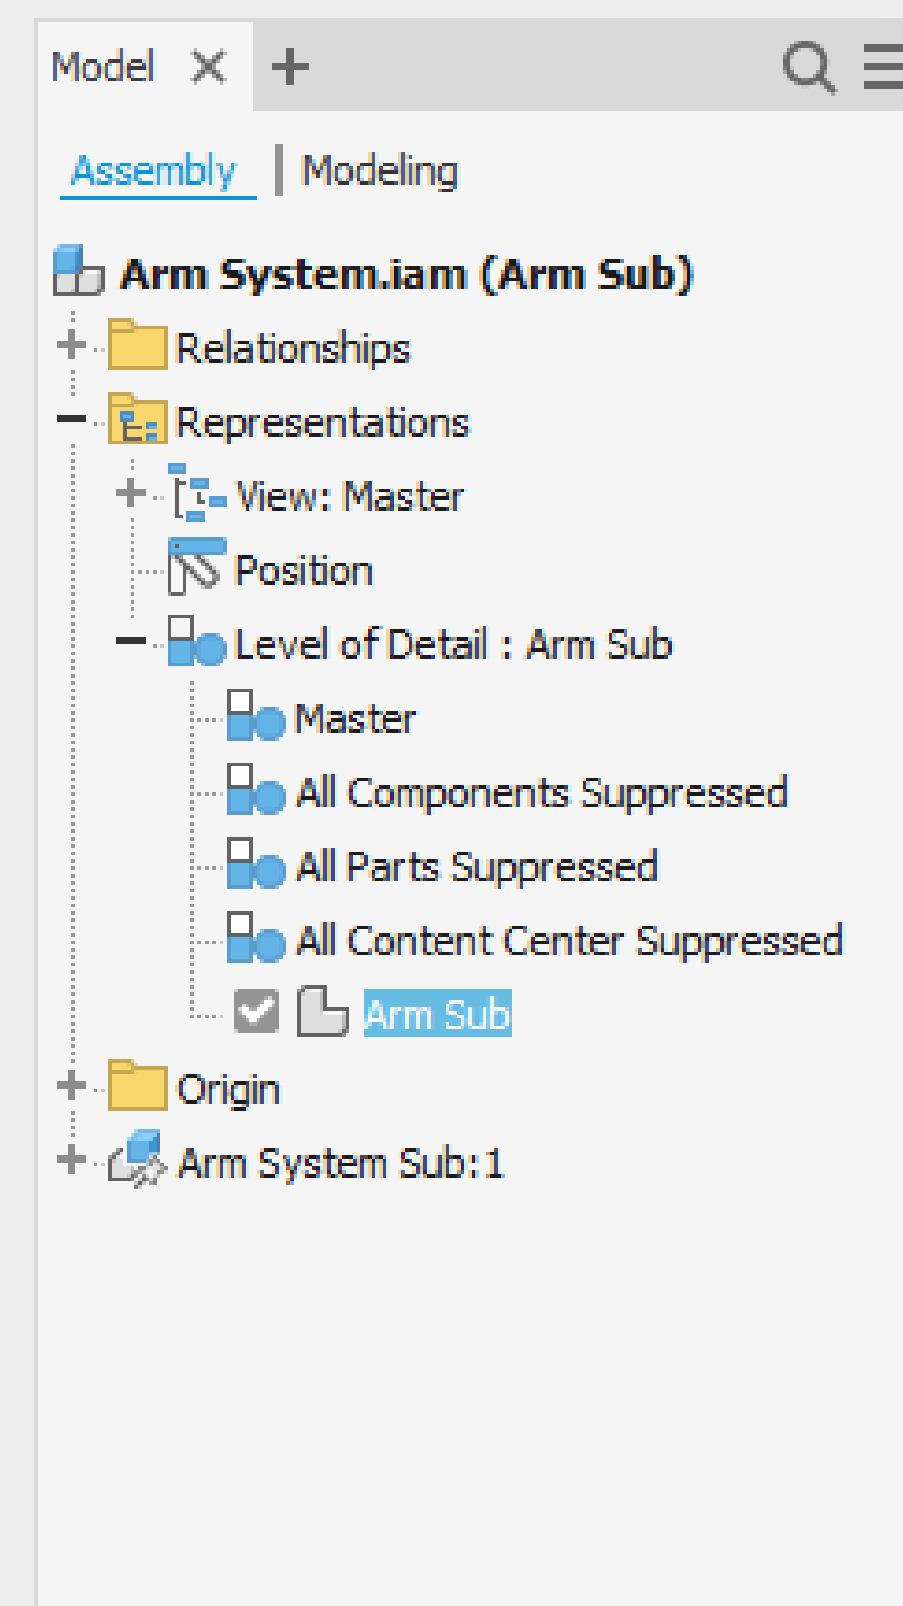 Model
Assembly | Modeling
Arm System.iam (Arm Sub)
Relationships
Representations
View: Master
Position
Level of Detail : Arm Sub
Master
All Components Suppressed
All Parts Suppressed
All Content Center Suppressed
Arm Sub
Origin
Arm System Sub:1